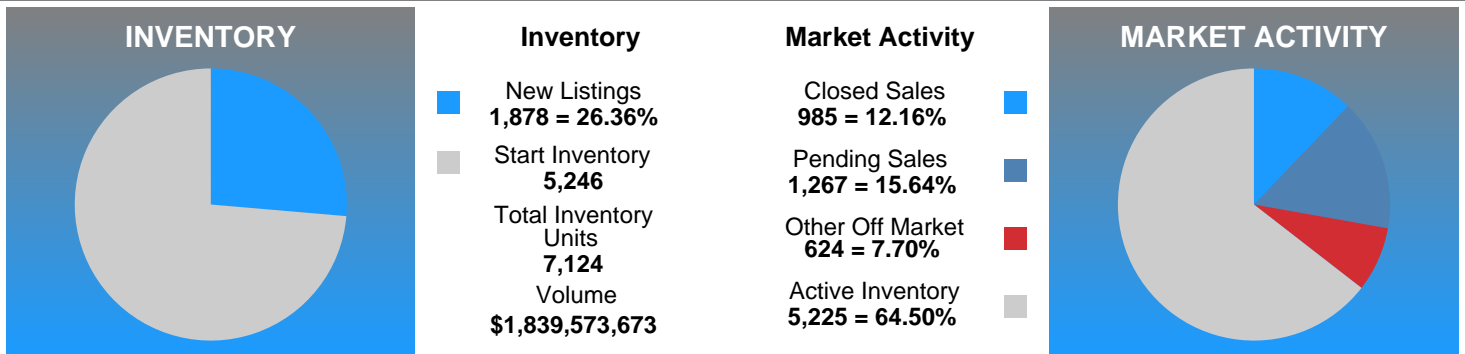 INVENTORY
Inventory
New Listings
1,878 = 26.36%
Start Inventory
5,246
Total Inventory
Units
7,124
Volume
$1,839,573,673
Market Activity
Closed Sales
985 = 12.16%
Pending Sales
1,267 = 15.64%
Other Off Market
624 = 7.70%
Active Inventory
5,225 = 64.50%
MARKET ACTIVITY